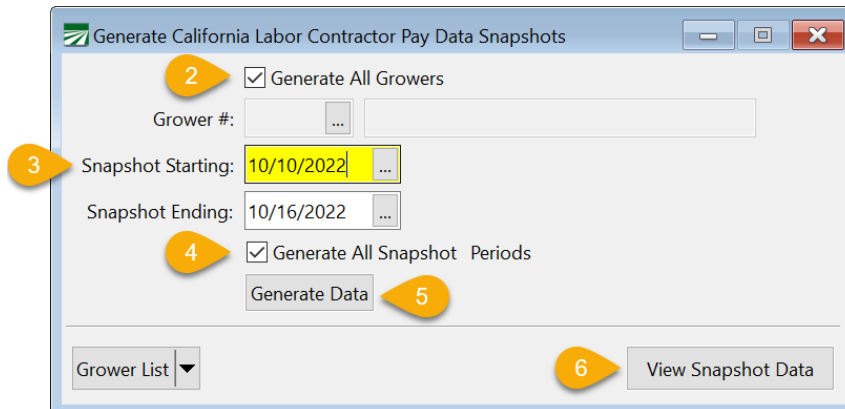 Generate California Labor Contractor Pay Data Snapshots
2 Generate All Growers
Grower #: ...
3 Snapshot Starting: 10/10/2022 ...
Snapshot Ending: 10/16/2022 ...
4 Generate All Snapshot Periods
Generate Data 5
Grower List 6 View Snapshot Data